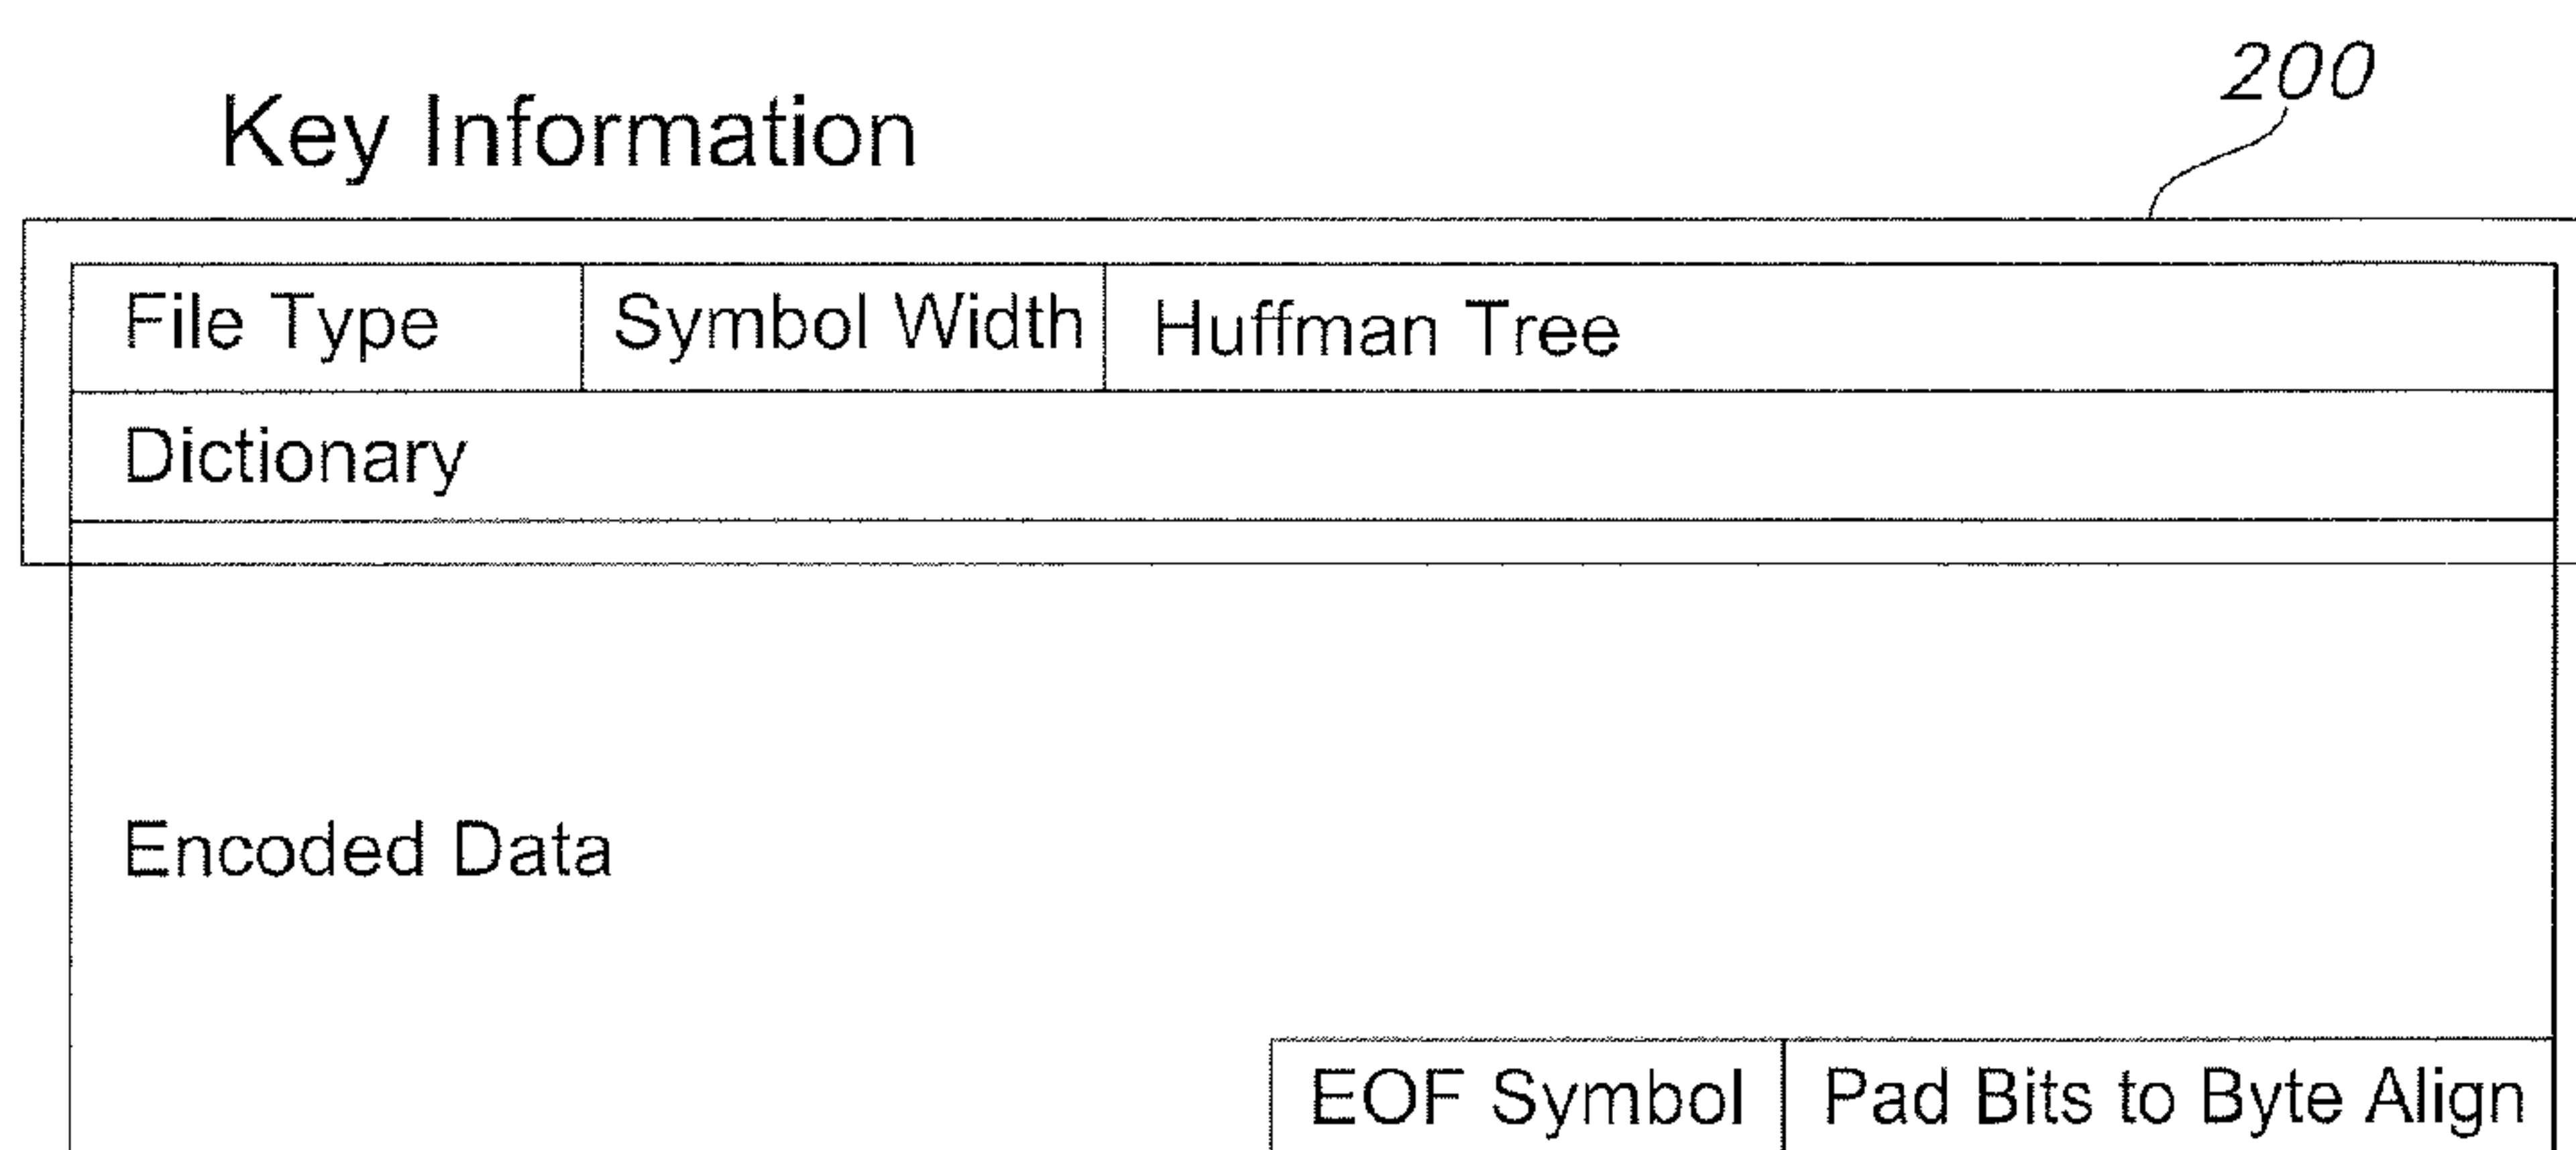 200
Key Information
File Type Symbol Width Huffman Tree
Dictionary
Encoded Data
EOF Symbol Pad Bits to Byte Align